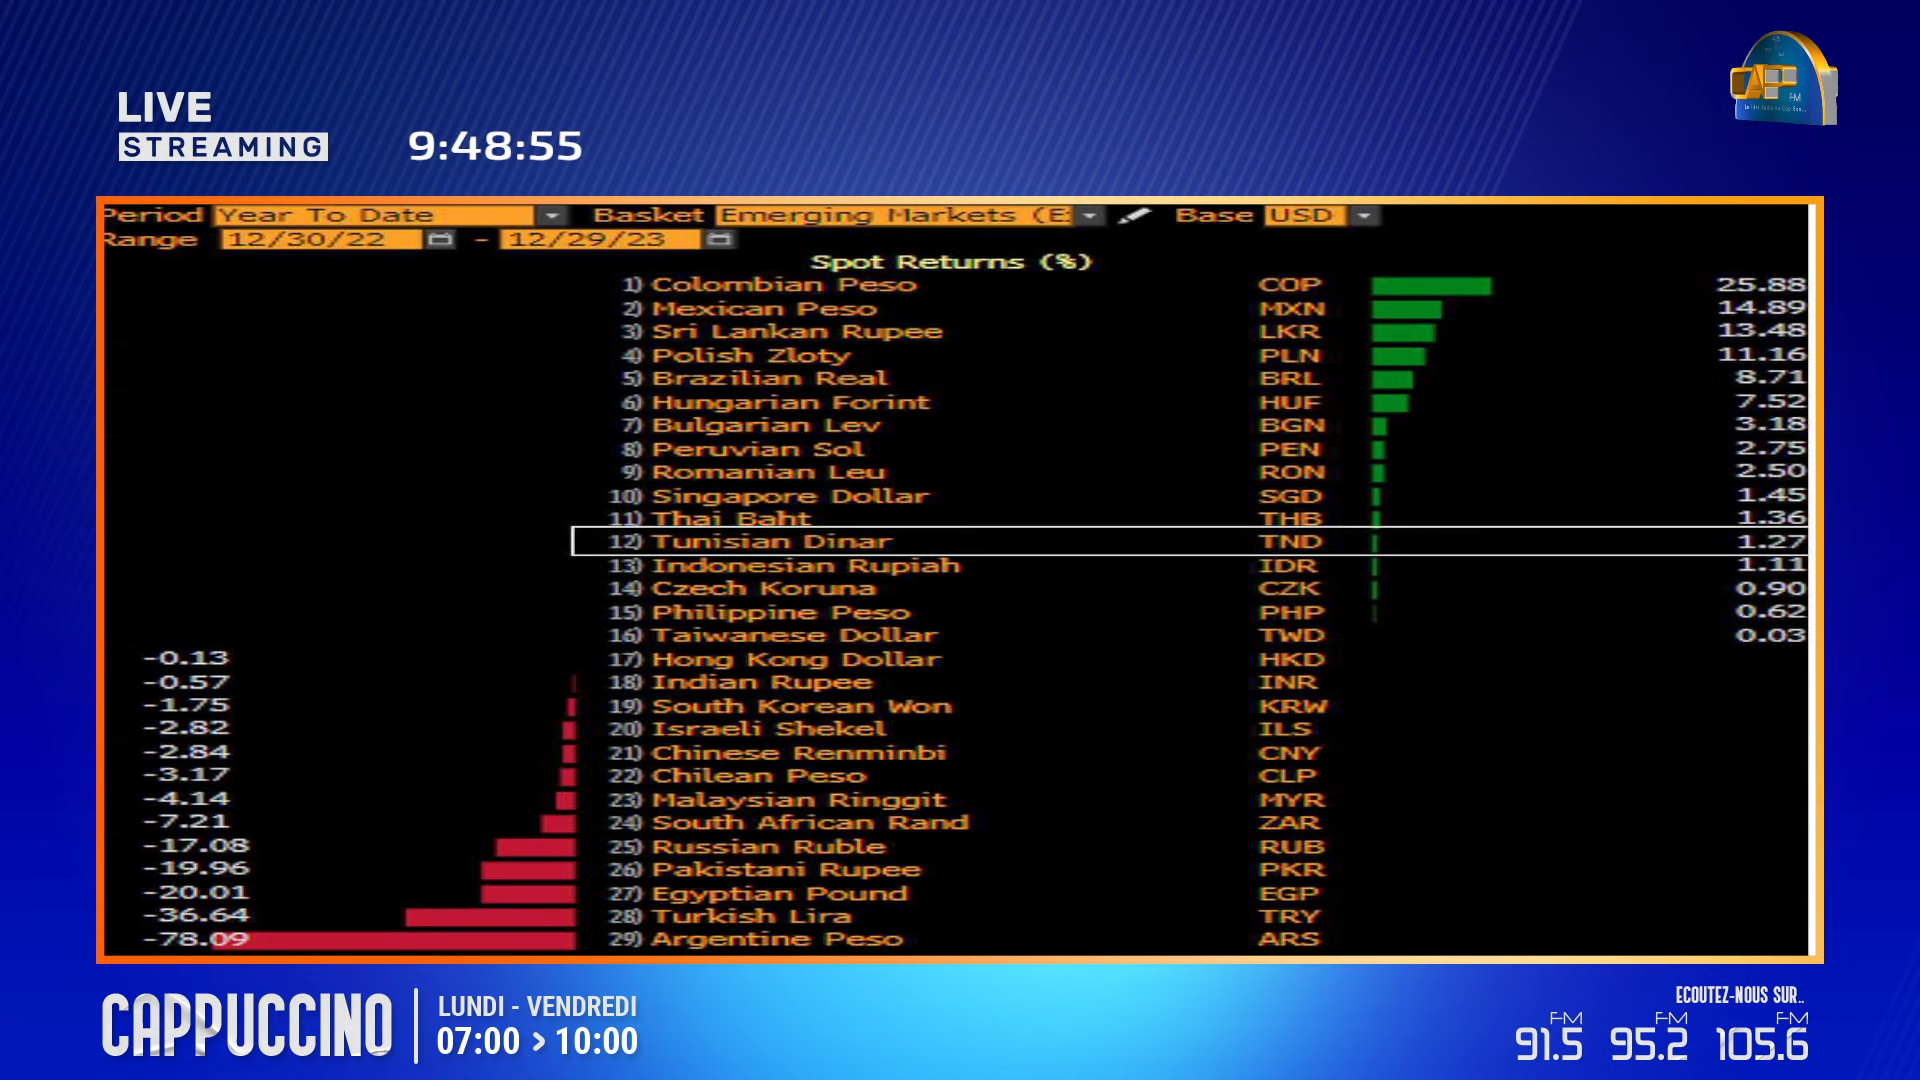 LIVE
STREAMING
9:48:55
FM
Period Year To Date Basket Emerging Markets (E Base USD
Range 12/30/22 - 12/29/23
Spot Returns (%)
1) Colombian Peso COP 25.88
2) Mexican Peso MXN 14.89
3) Sri Lankan Rupee LKR 13.48
4) Polish Zloty PLN 11.16
5) Brazilian Real BRL 8.71
6) Hungarian Forint HUF 7.52
7) Bulgarian Lev BGN 3.18
8) Peruvian Sol PEN 2.75
9) Romanian Leu RON 2.50
10) Singapore Dollar SGD 1.45
11) Thai Baht THB 1.36
12) Tunisian Dinar TND 1.27
13) Indonesian Rupiah IDR 1.11
14) Czech Koruna CZK 0.90
15) Philippine Peso PHP 0.62
16) Taiwanese Dollar TWD 0.03
-0.13 17) Hong Kong Dollar HKD
-0.57 18) Indian Rupee INR
-1.75 19) South Korean Won KRW
-2.82 20) Israeli Shekel ILS
-2.84 21) Chinese Renminbi CNY
-3.17 22) Chilean Peso CLP
-4.14 23) Malaysian Ringgit MYR
-7.21 24) South African Rand ZAR
-17.08 25) Russian Ruble RUB
-19.96 26) Pakistani Rupee PKR
-20.01 27) Egyptian Pound EGP
-36.64 28) Turkish Lira TRY
-78.09 29) Argentine Peso ARS
CAPPUCCINO
LUNDI - VENDREDI
07:00 > 10:00
ECOUTEZ-NOUS SUR..
FM FM FM
91.5 95.2 105.6